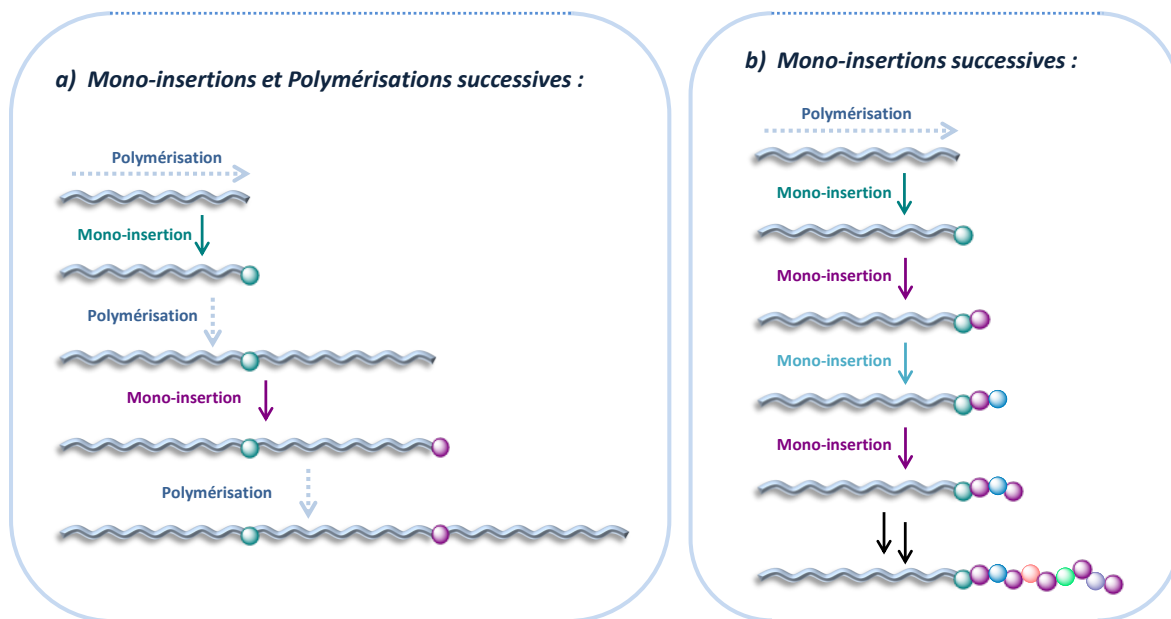 a) Mono-insertions et Polymérisations successives :
Polymérisation
Mono-insertion
Polymérisation
Mono-insertion
Polymérisation
b) Mono-insertions successives :
Polymérisation
Mono-insertion
Mono-insertion
Mono-insertion
Mono-insertion